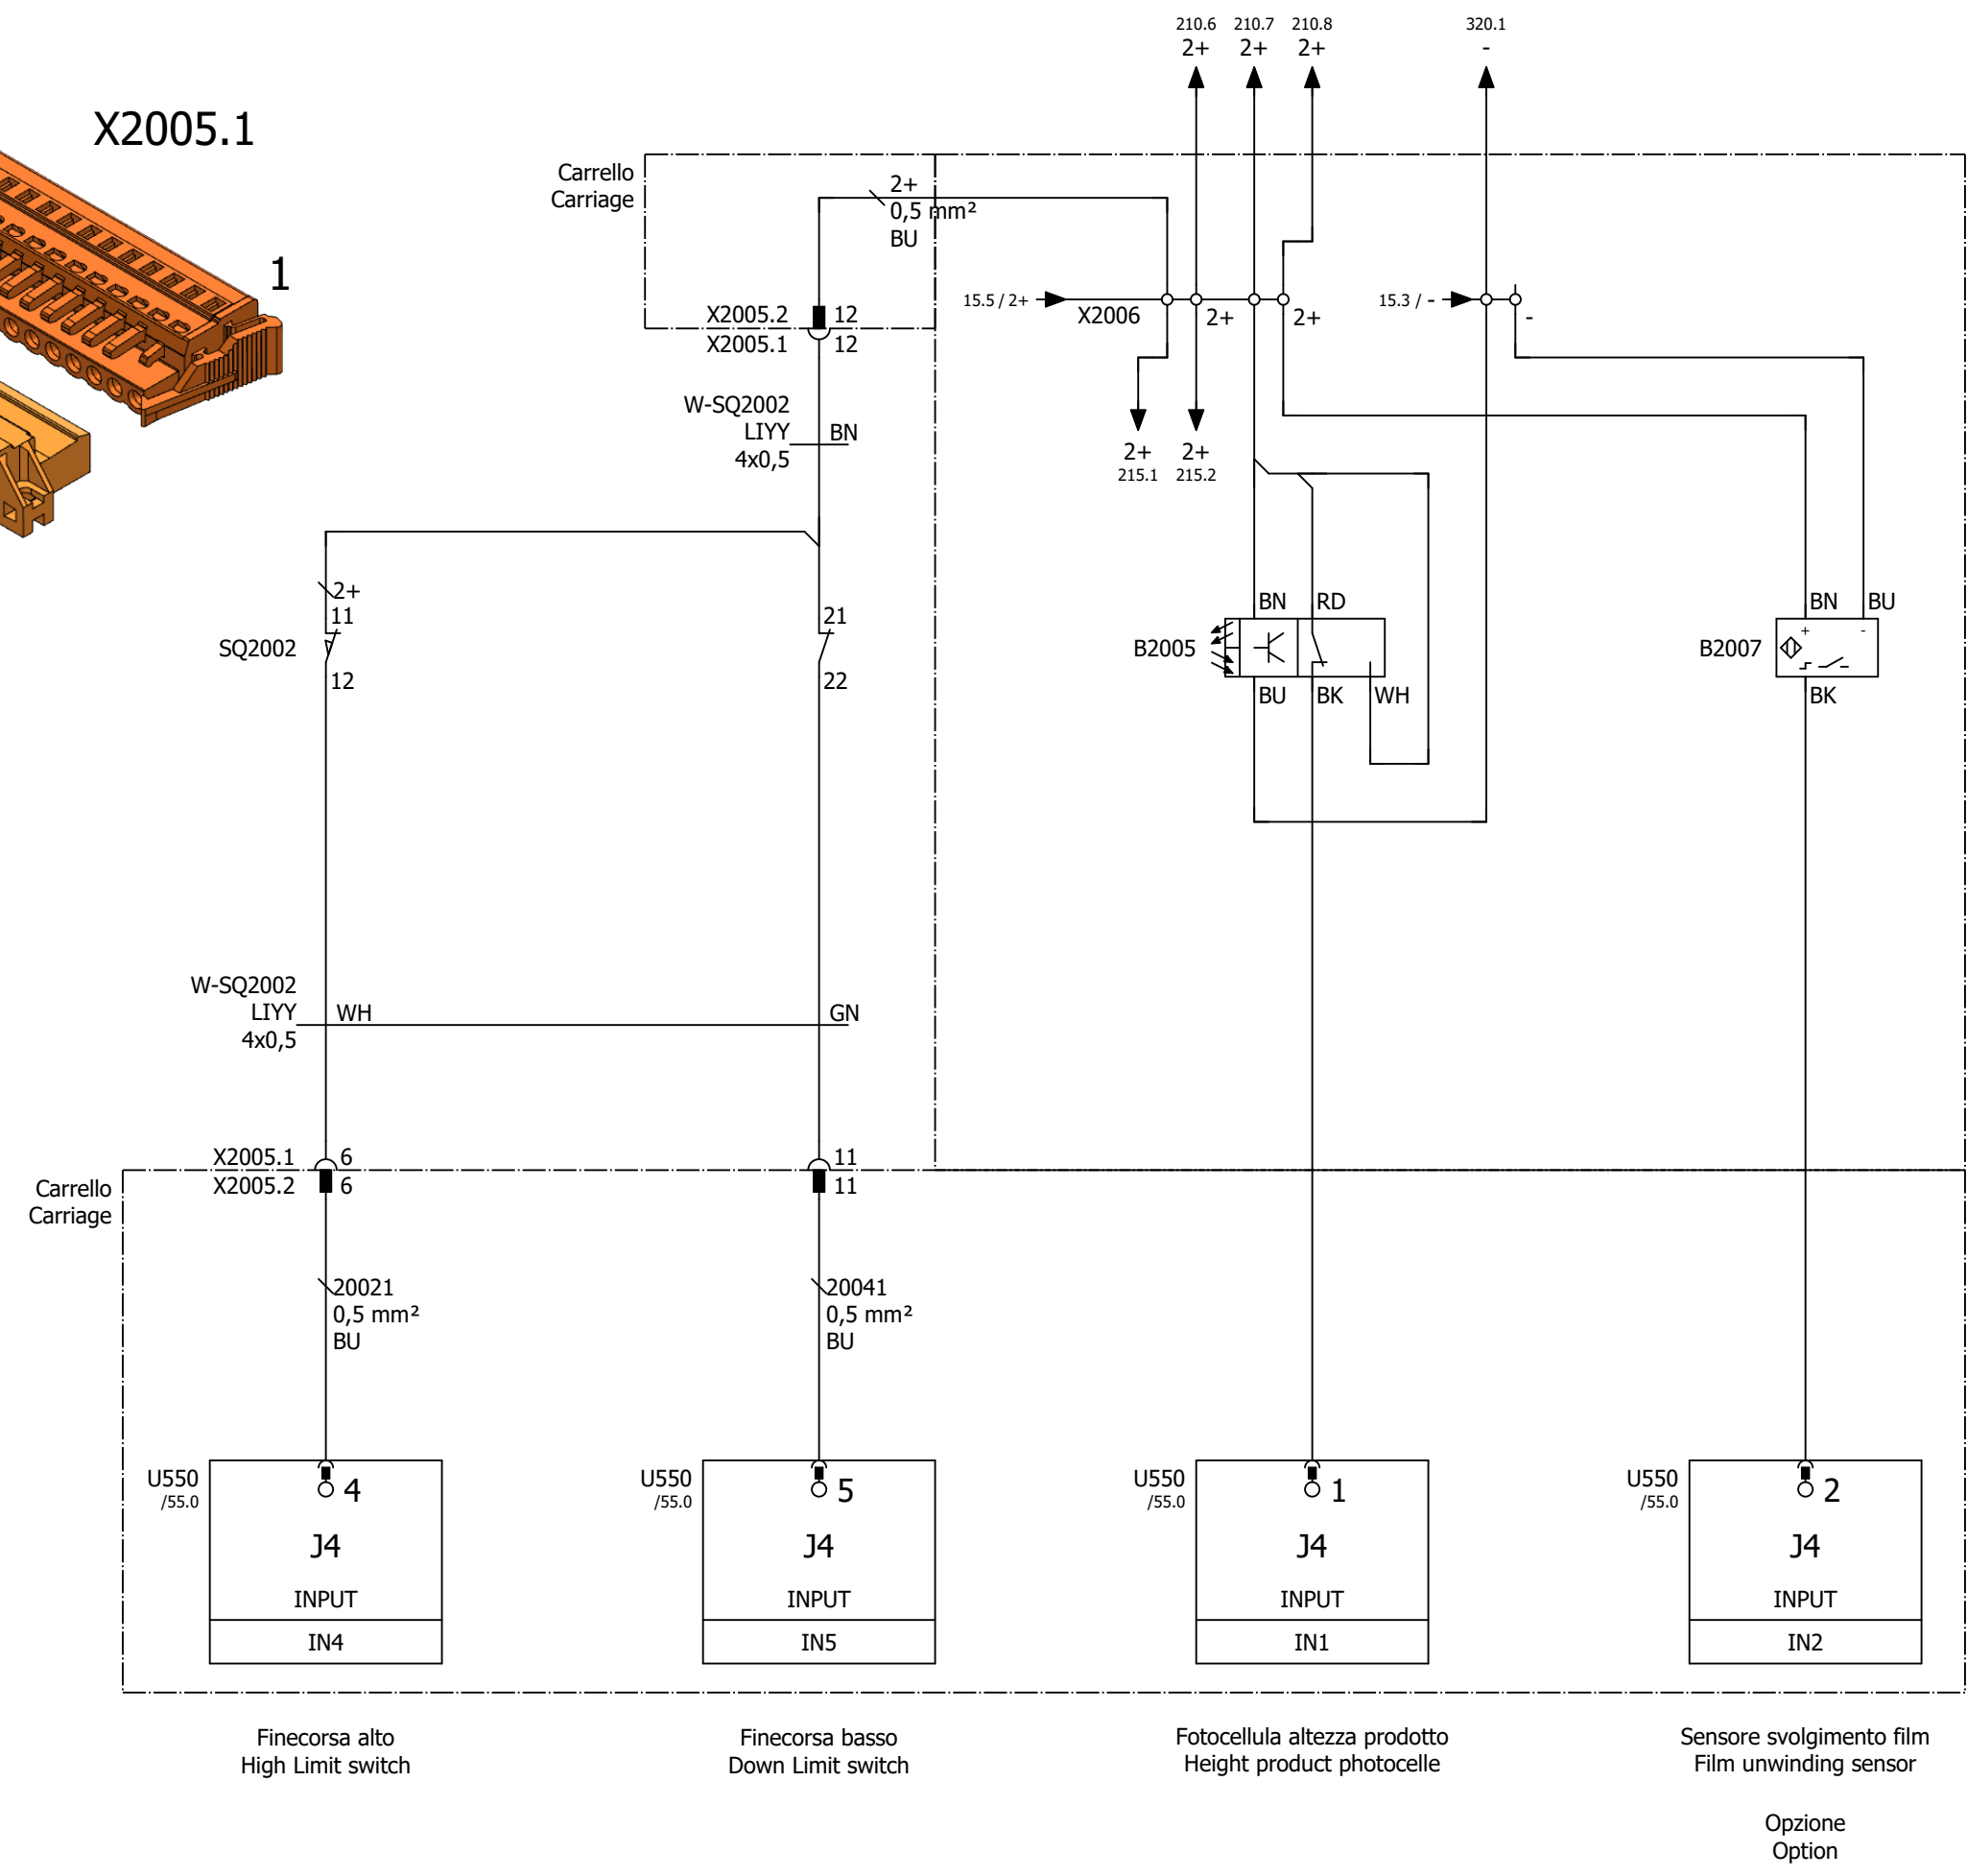 210.6 210.7 210.8 320.1
2+ 2+ 2+ -
X2005.1
1
Carrello
Carriage
2+
0,5 mm²
BU
15.5 / 2+
X2006
2+
2+
15.3 / -
-
X2005.2 12
X2005.1 12
W-SQ2002
LIYY BN
4x0,5
2+ 2+
215.1 215.2
2+
11
SQ2002
12
21
22
BN RD
B2005
BU BK WH
BN BU
B2007
+ -
BK
W-SQ2002
LIYY WH GN
4x0,5
X2005.1 6 11
X2005.2 6 11
Carrello
Carriage
20021
0,5 mm²
BU
20041
0,5 mm²
BU
U550
/55.0
4
J4
INPUT
IN4
U550
/55.0
5
J4
INPUT
IN5
U550
/55.0
1
J4
INPUT
IN1
U550
/55.0
2
J4
INPUT
IN2
Finecorsa alto
High Limit switch
Finecorsa basso
Down Limit switch
Fotocellula altezza prodotto
Height product photocelle
Sensore svolgimento film
Film unwinding sensor
Opzione
Option